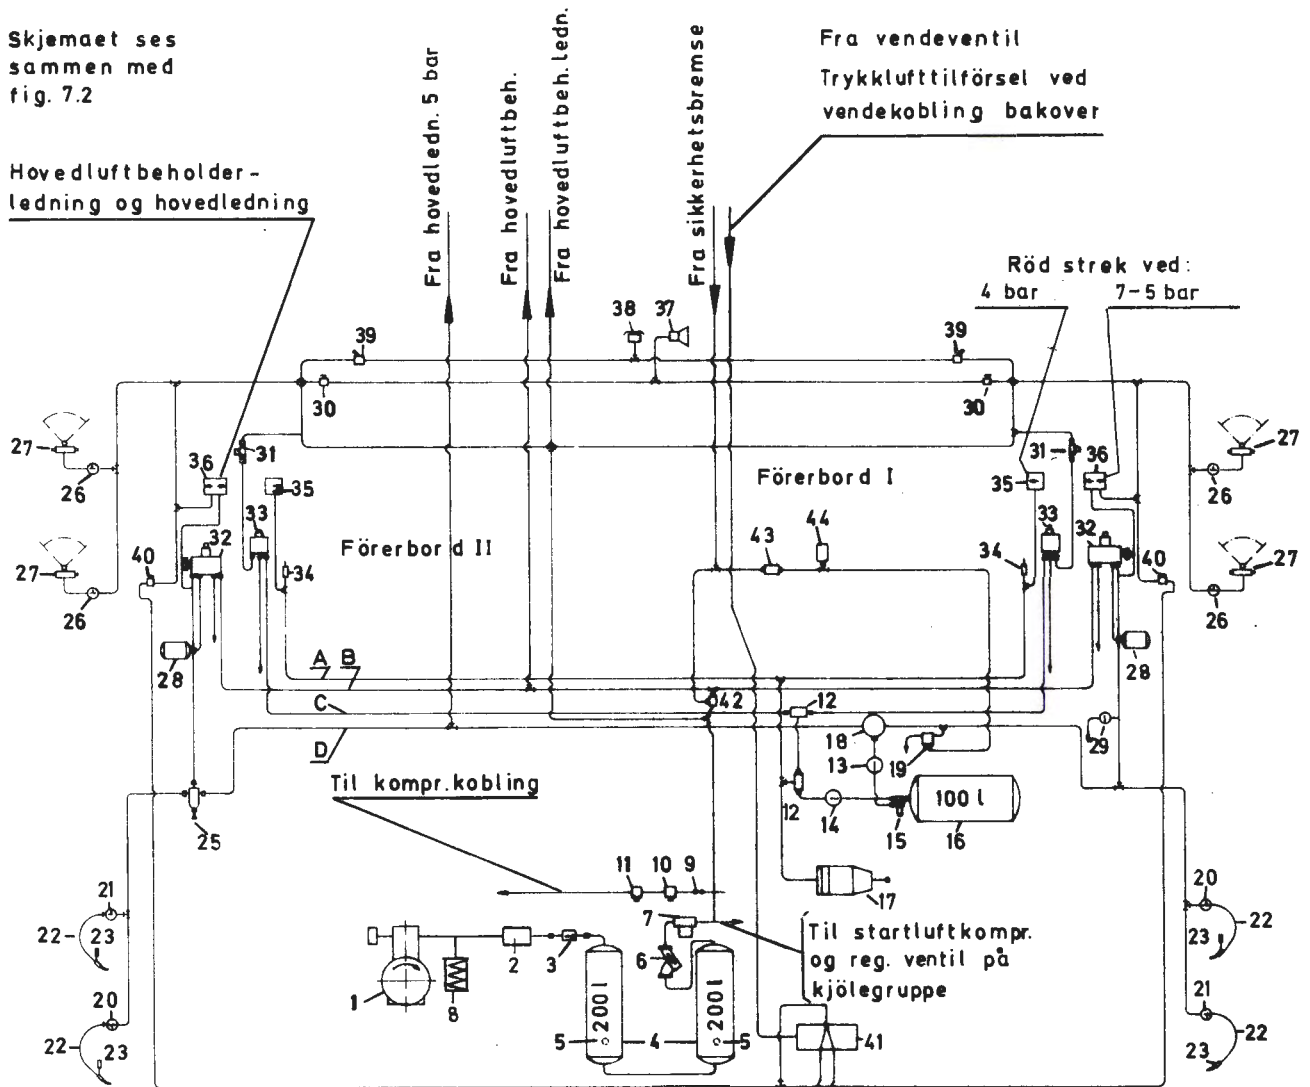 Skjemaet ses
sammen med
fig. 7.2
Hovedluftbeholder-
ledning og hovedledning
Fra hovedledn. 5 bar
Fra hovedluftbeh.
Fra hovedluftbeh.ledn.
Fra sikkerhetsbremse
Fra vendeventil
Trykklufttilförsel ved
vendekobling bakover
Röd strek ved:
4 bar
7-5 bar
38
37
39
39
30
30
27
36
31
35
26
33
32
Förerbord II
Förerbord I
31
36
35
33
32
27
26
40
34
43
44
34
40
27
26
27
26
28
28
A B
C
D
42
12
18
13
19
29
Til kompr.kobling
12
14
15
100 l
16
25
11
10
9
17
21
22
23
20
22
23
7
6
2
3
1
8
200 l
200 l
5
4
5
Til startluftkompr.
og reg. ventil på
kjölegruppe
41
20
22
23
21
22
23